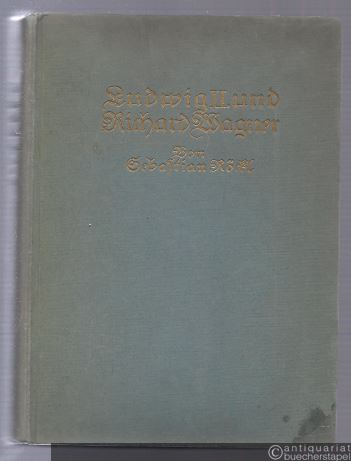 Ludwig II. und
Richard Wagner
Von
Sebastian Röckl
©antiquariat
buecherstapel